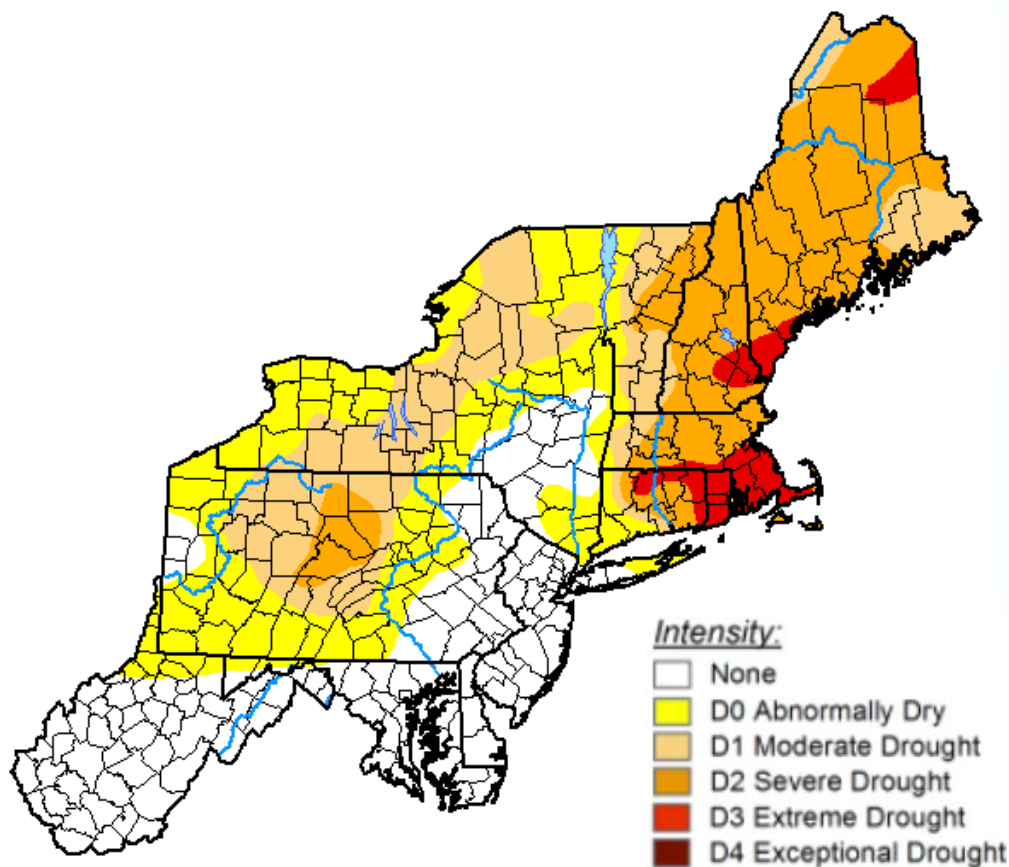 Intensity:
None
D0 Abnormally Dry
D1 Moderate Drought
D2 Severe Drought
D3 Extreme Drought
D4 Exceptional Drought